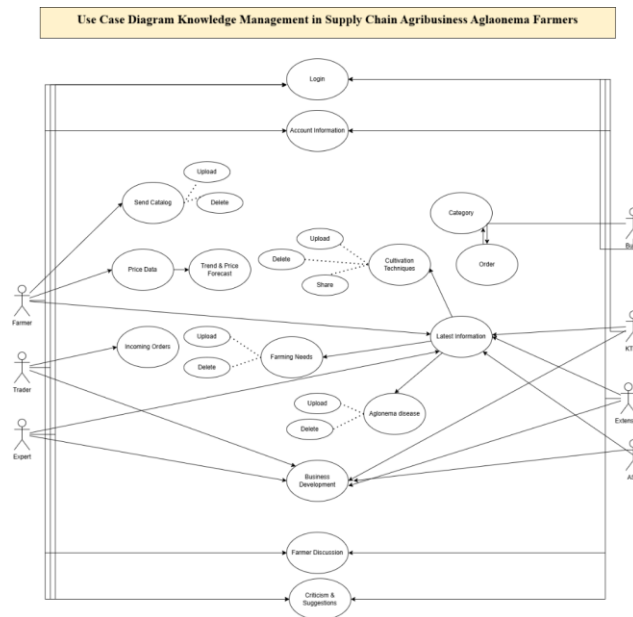 Use Case Diagram Knowledge Management in Supply Chain Agribusiness Aglaonema Farmers
Login
Account Information
Upload
Send Catalog
Delete
Category
Upload
Cultivation
Techniques
Delete
Order
Price Data
Trend & Price
Forecast
Share
Farmer
Latest Information
Incoming Orders
Upload
Farming Needs
Delete
Trader
Upload
Aglonema disease
Delete
Expert
Business
Development
Farmer Discussion
Criticism &
Suggestions
Bu
KT
Extens